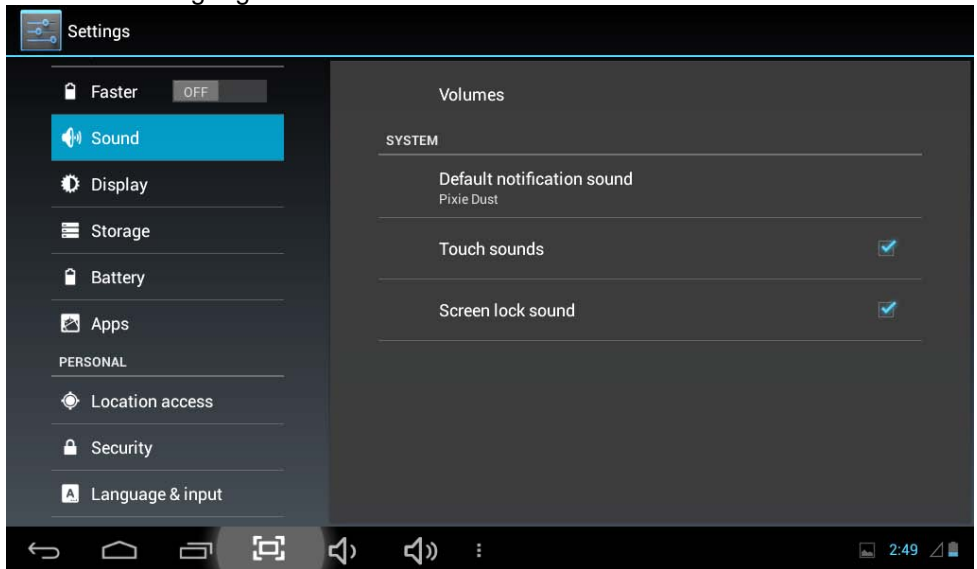 Settings
Faster OFF
Sound
Display
Storage
Battery
Apps
PERSONAL
Location access
Security
A Language & input
Volumes
SYSTEM
Default notification sound
Pixie Dust
Touch sounds
Screen lock sound
2:49